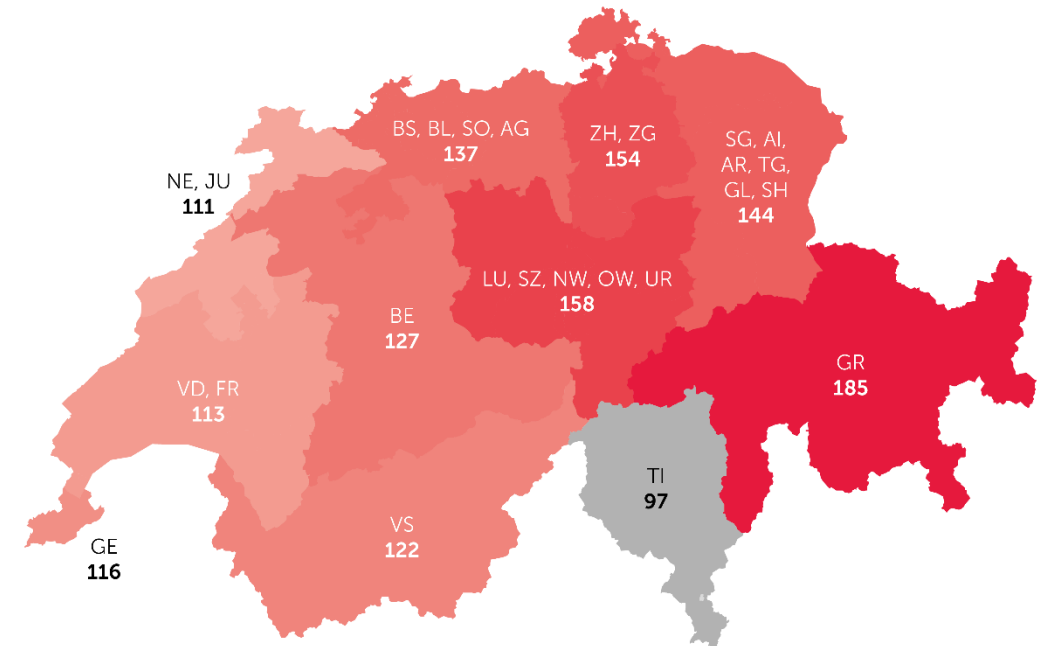 BS, BL, SO, AG
137
ZH, ZG
154
SG, AI,
AR, TG,
GL, SH
144
NE, JU
111
LU, SZ, NW, OW, UR
158
BE
127
GR
185
VD, FR
113
TI
97
VS
122
GE
116